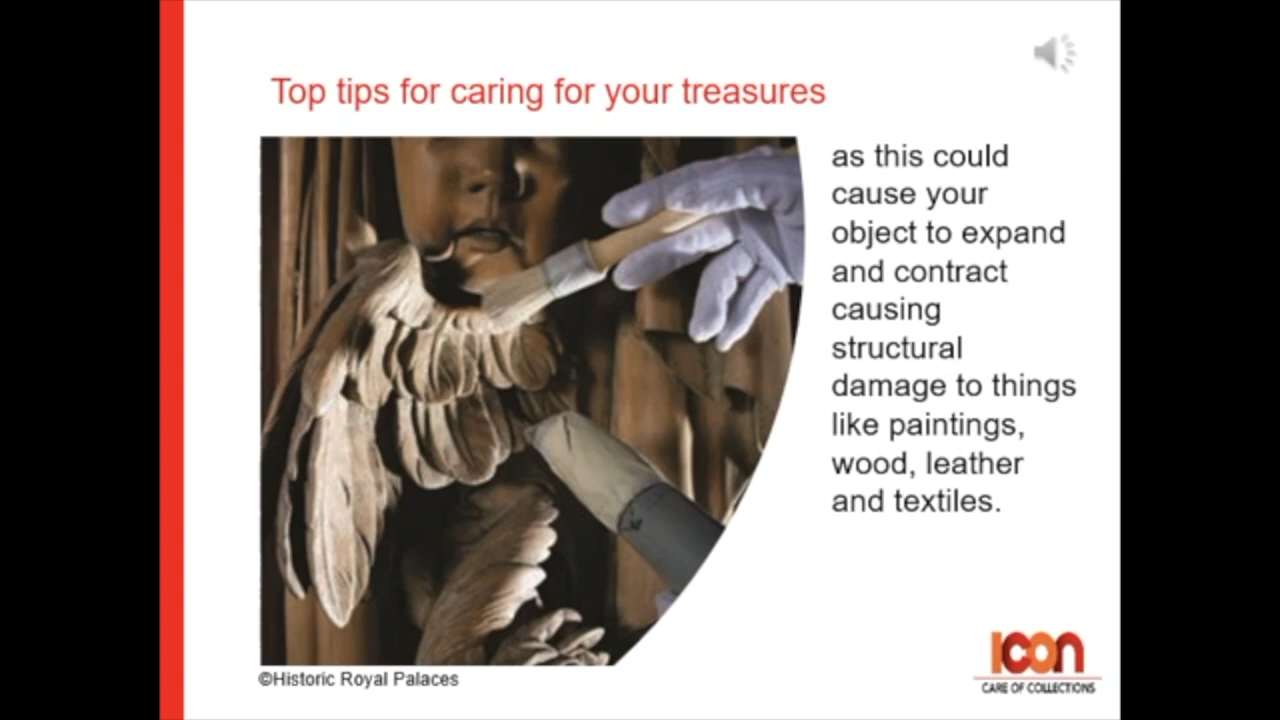 Top tips for caring for your treasures
as this could
cause your
object to expand
and contract
causing
structural
damage to things
like paintings,
wood, leather
and textiles.
©Historic Royal Palaces
Icon
CARE OF COLLECTIONS